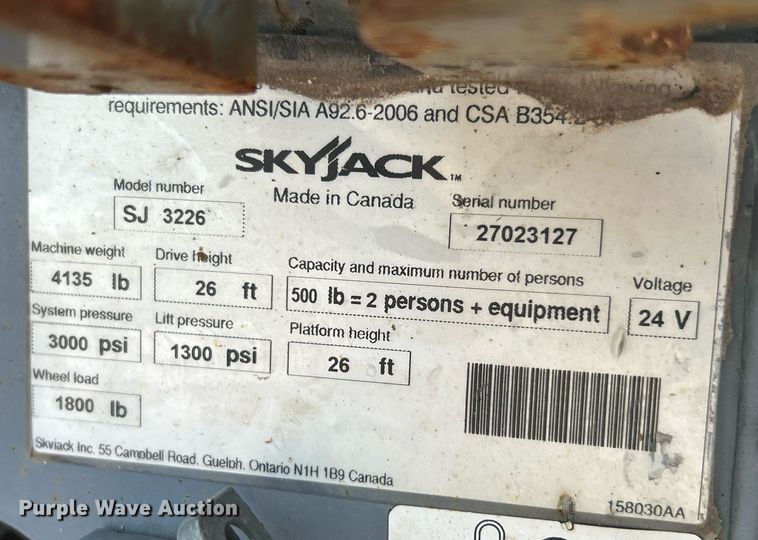 and tested
requirements: ANSI/SIA A92.6-2006 and CSA B354.2
SKYJACK™
Made in Canada
Model number
SJ 3226
Serial number
27023127
Machine weight
4135 lb
Drive height
26 ft
Capacity and maximum number of persons
500 lb = 2 persons + equipment
Voltage
24 V
System pressure
3000 psi
Lift pressure
1300 psi
Platform height
26 ft
Wheel load
1800 lb
Skyjack Inc. 55 Campbell Road, Guelph, Ontario N1H 1B9 Canada
158030AA
Purple Wave Auction